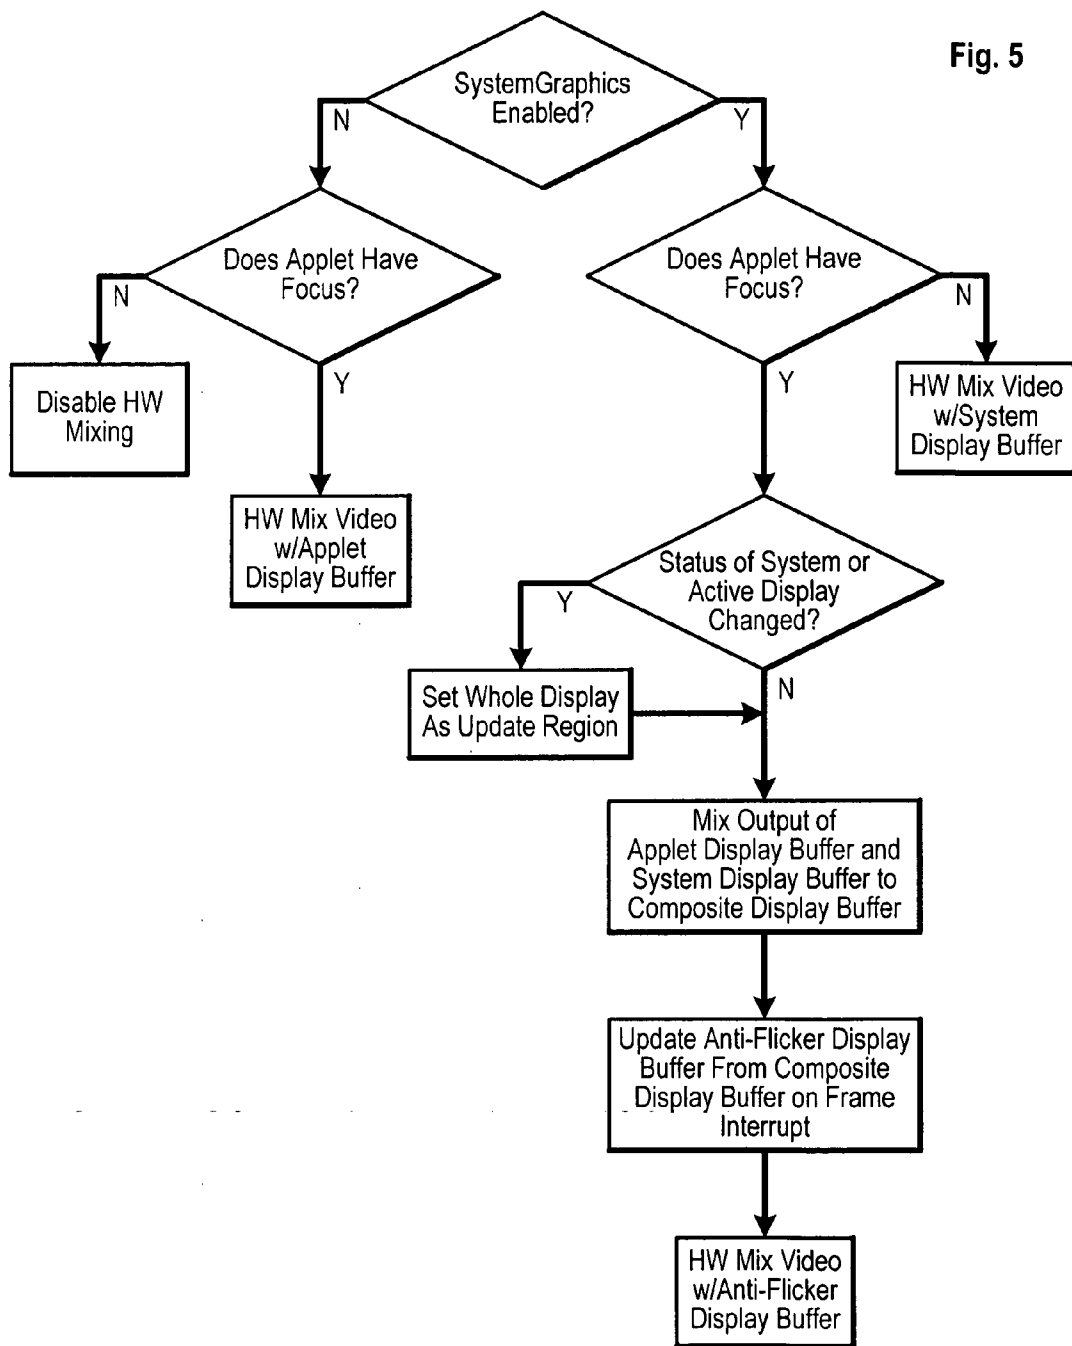 Fig. 5
SystemGraphics
Enabled?
N
Y
Does Applet Have
Focus?
Does Applet Have
Focus?
N
N
Y
Y
Disable HW
Mixing
HW Mix Video
w/System
Display Buffer
HW Mix Video
w/Applet
Display Buffer
Status of System or
Active Display
Changed?
Y
N
Set Whole Display
As Update Region
Mix Output of
Applet Display Buffer and
System Display Buffer to
Composite Display Buffer
Update Anti-Flicker Display
Buffer From Composite
Display Buffer on Frame
Interrupt
HW Mix Video
w/Anti-Flicker
Display Buffer